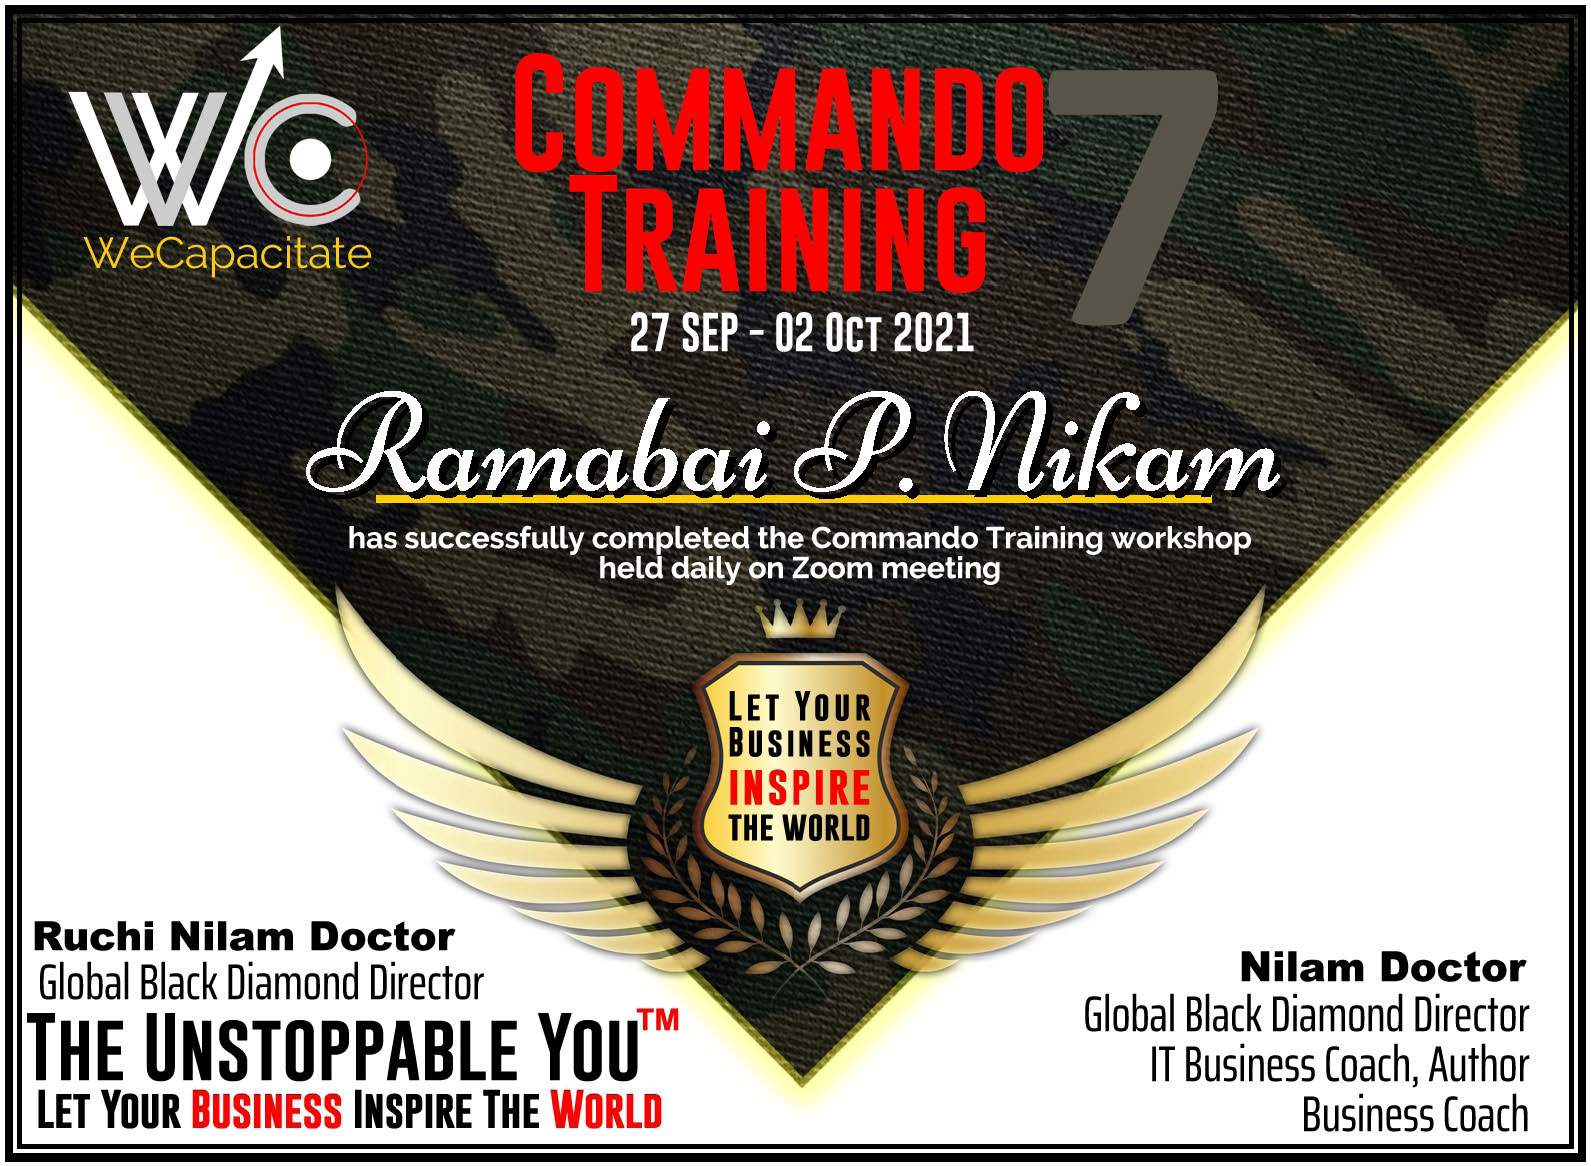 WC
WeCapacitate
COMMANDO 7
TRAINING
27 SEP - 02 OCT 2021
Ramabai P. Nikam
has successfully completed the Commando Training workshop
held daily on Zoom meeting
LET YOUR
BUSINESS
INSPIRE
THE WORLD
Ruchi Nilam Doctor
Global Black Diamond Director
THE UNSTOPPABLE YOU™
LET YOUR BUSINESS INSPIRE THE WORLD
Nilam Doctor
Global Black Diamond Director
IT Business Coach, Author
Business Coach